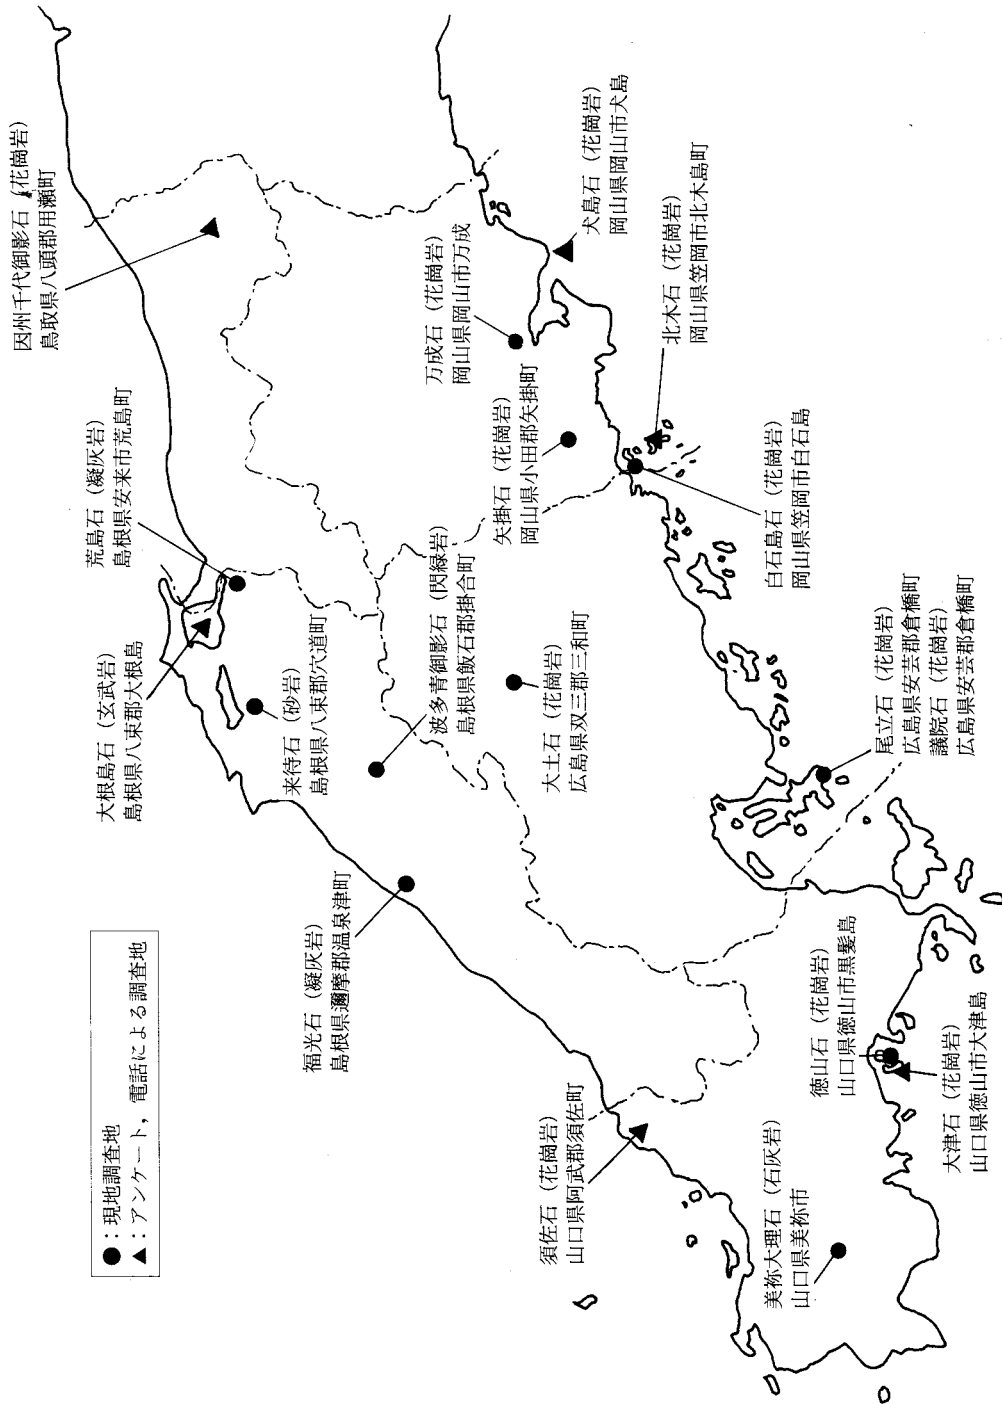 ●：現地調査地
▲：アンケート，電話による調査地
因州千代御影石（花崗岩）
鳥取県八頭郡用瀬町
荒島石（凝灰岩）
島根県安来市荒島町
大根島石（玄武岩）
島根県八束郡大根島
来待石（砂岩）
島根県八束郡穴道町
波多青御影石（閃緑岩）
島根県飯石郡掛合町
福光石（凝灰岩）
島根県邇摩郡温泉津町
須佐石（花崗岩）
山口県阿武郡須佐町
美祢大理石（石灰岩）
山口県美祢市
徳山石（花崗岩）
山口県徳山市黒髪島
大津石（花崗岩）
山口県徳山市大津島
尾立石（花崗岩）
広島県安芸郡倉橋町
議院石（花崗岩）
広島県安芸郡倉橋町
大土石（花崗岩）
広島県双三郡三和町
白石島石（花崗岩）
岡山県笠岡市白石島
北木石（花崗岩）
岡山県笠岡市北木島町
矢掛石（花崗岩）
岡山県小田郡矢掛町
万成石（花崗岩）
岡山県岡山市万成
犬島石（花崗岩）
岡山県岡山市犬島